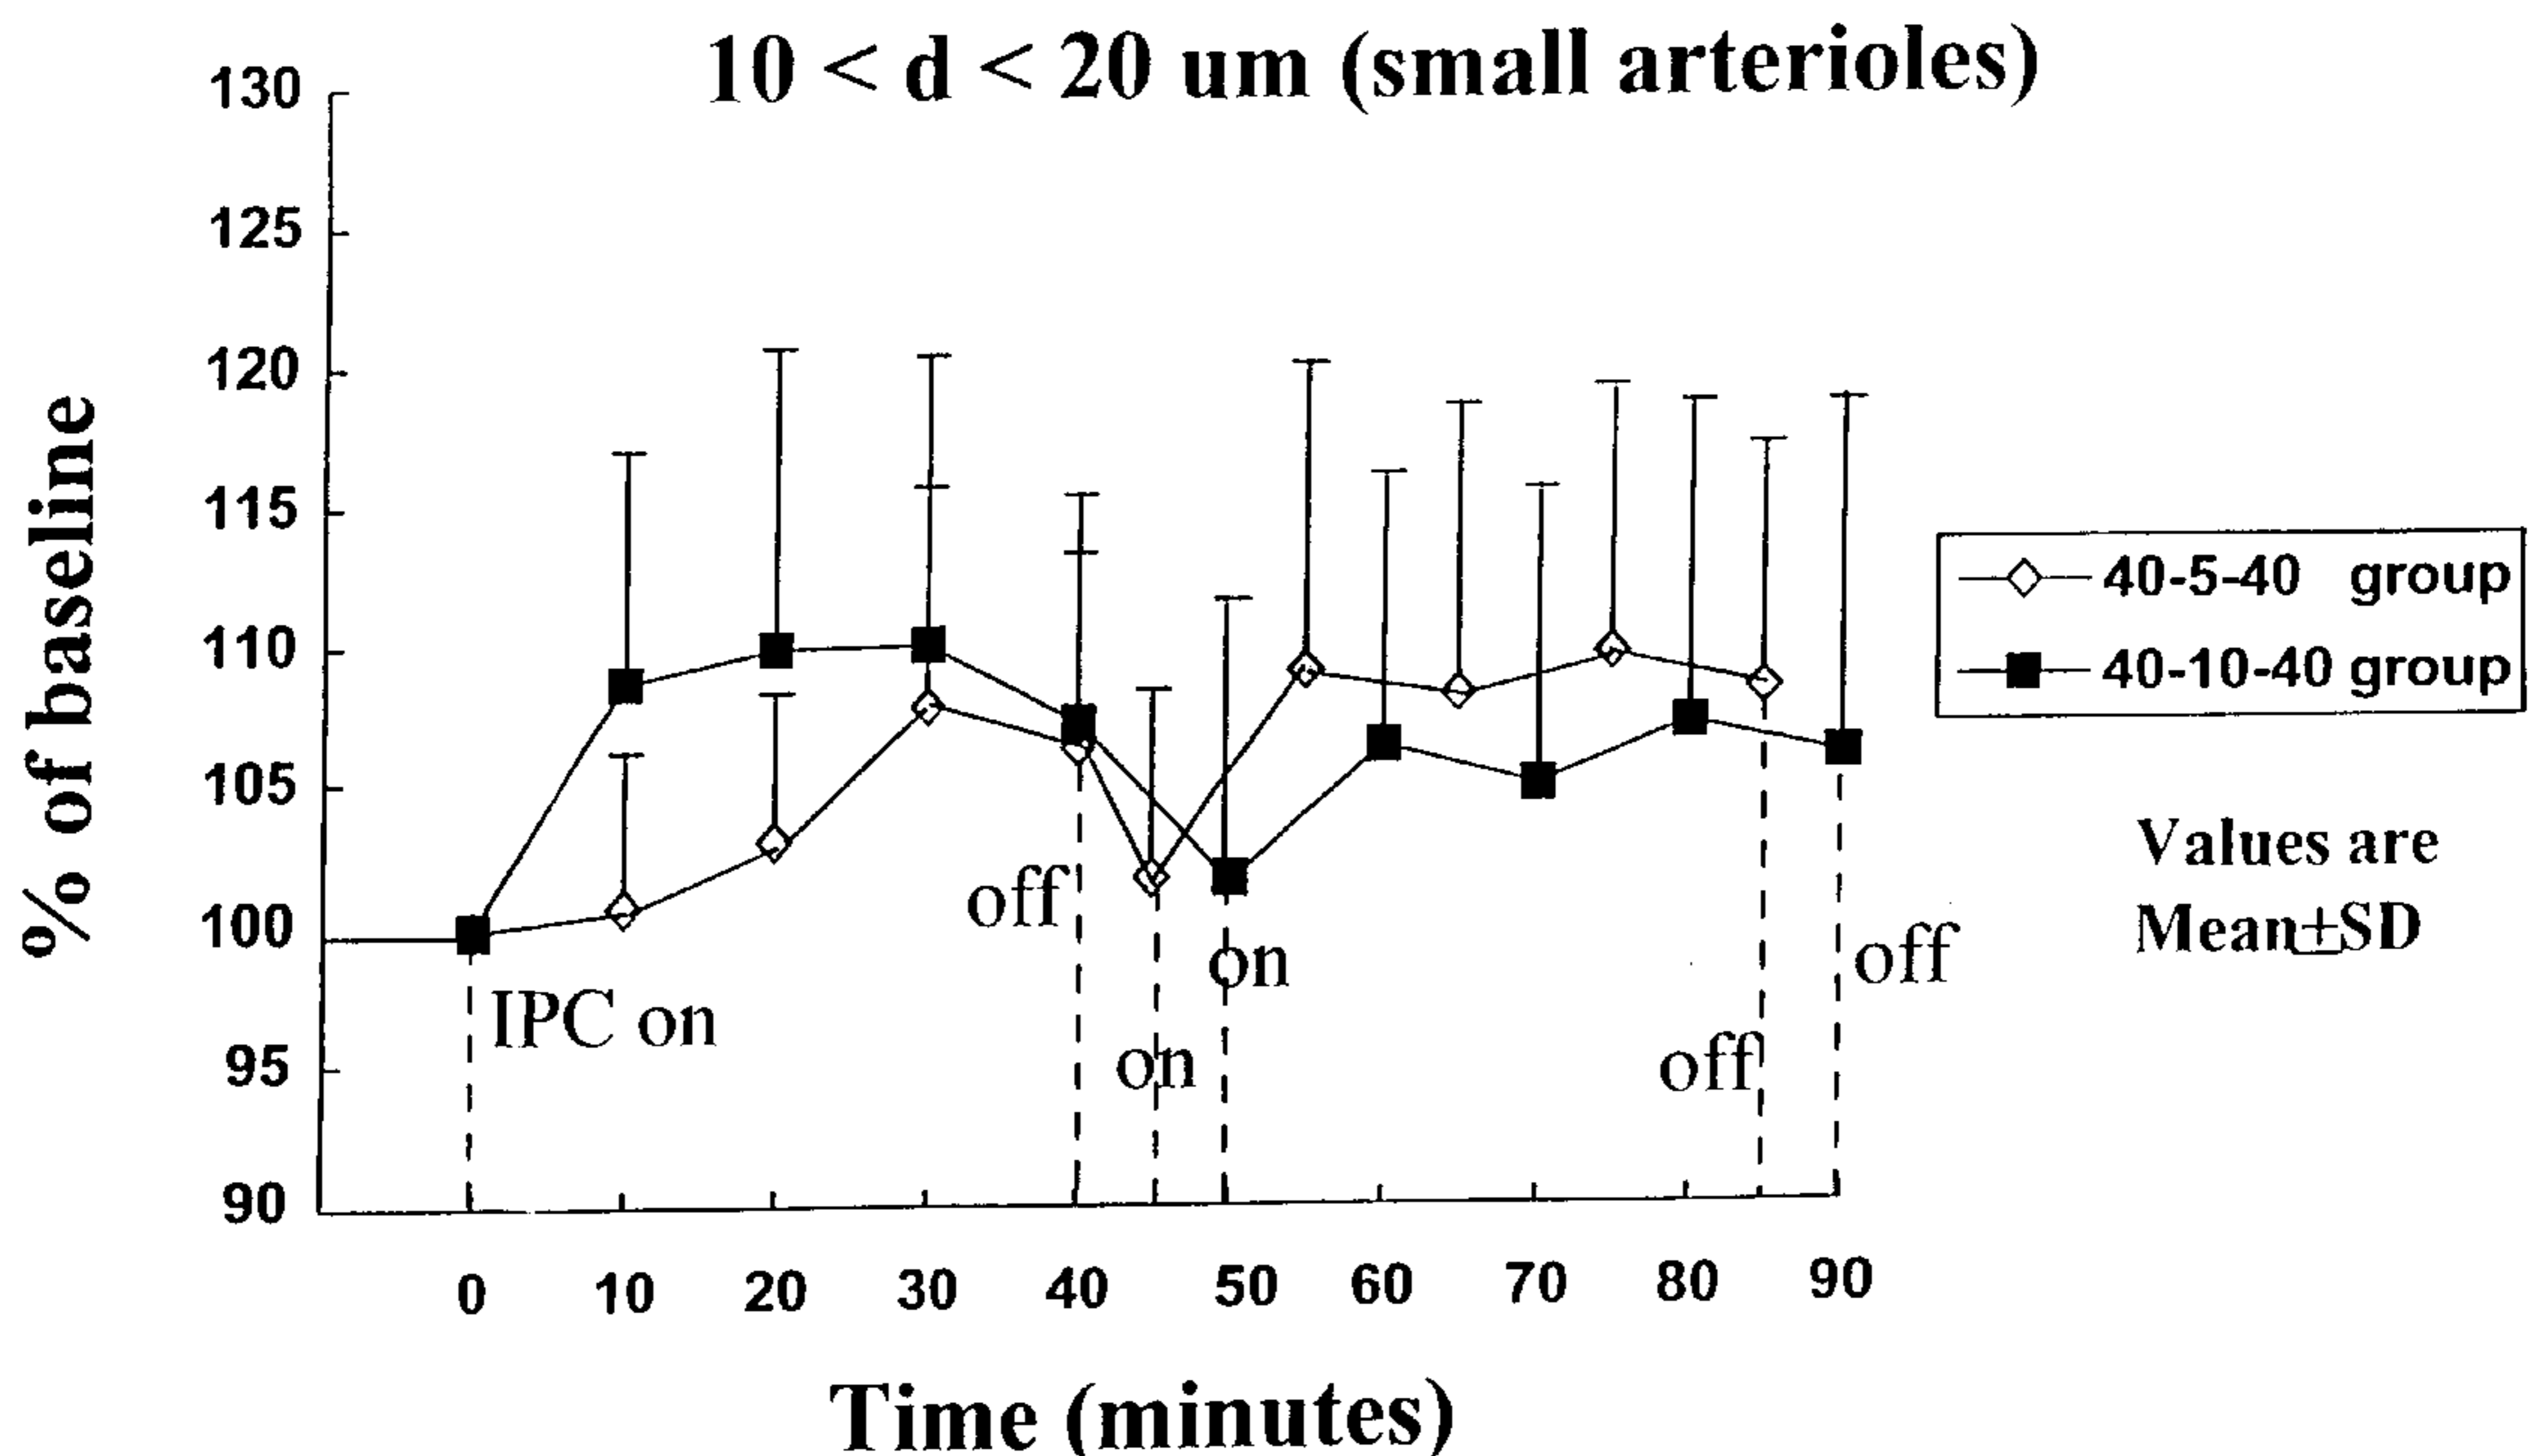 10 < d < 20 um (small arterioles)
% of baseline
130
125
120
115
110
105
100
95
90
IPC on
off
on
on
off
off
40-5-40 group
40-10-40 group
Values are
Mean±SD
0 10 20 30 40 50 60 70 80 90
Time (minutes)